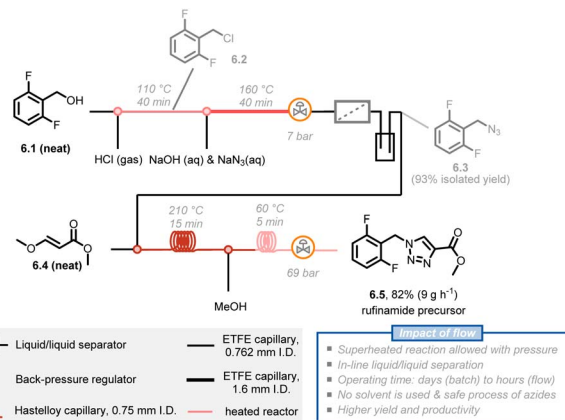 F
Cl
F
6.2
F
OH
F
6.1 (neat)
110 °C
40 min
160 °C
40 min
7 bar
HCl (gas)
NaOH (aq) & NaN3(aq)
F
N3
F
6.3
(93% isolated yield)
O
O
O
6.4 (neat)
210 °C
15 min
60 °C
5 min
69 bar
MeOH
F
N
N
N
F
O
O
6.5, 82% (9 g h-1)
rufinamide precursor
Liquid/liquid separator
ETFE capillary,
0.762 mm I.D.
Back-pressure regulator
ETFE capillary,
1.6 mm I.D.
Hastelloy capillary, 0.75 mm I.D.
heated reactor
Impact of flow
Superheated reaction allowed with pressure
In-line liquid/liquid separation
Operating time: days (batch) to hours (flow)
No solvent is used & safe process of azides
Higher yield and productivity